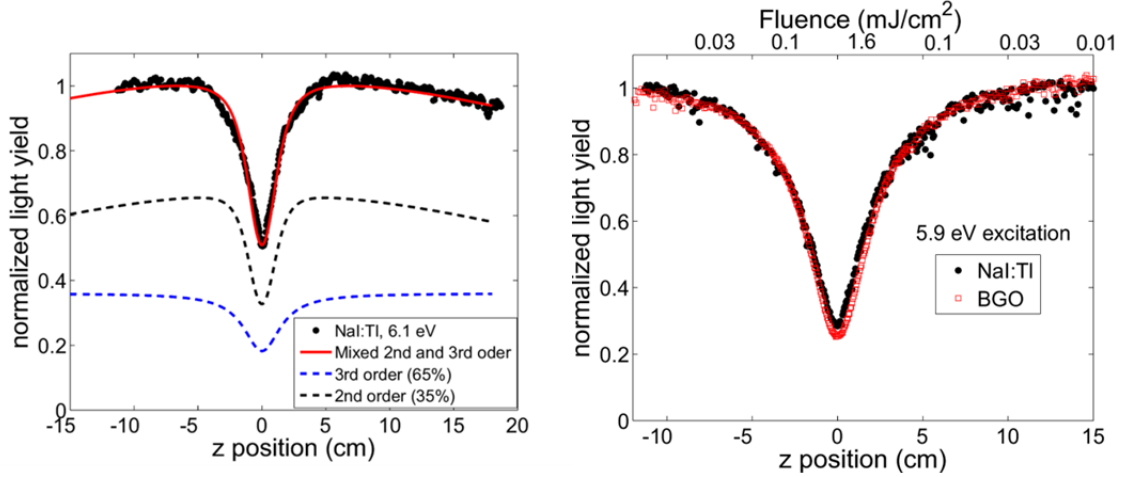 normalized light yield
1
0.8
0.6
0.4
0.2
0
-15
-10
-5
0
5
10
15
20
z position (cm)
NaI:Tl, 6.1 eV
Mixed 2nd and 3rd oder
3rd order (65%)
2nd order (35%)
Fluence (mJ/cm²)
0.03
0.1
1.6
0.1
0.03
0.01
normalized light yield
1
0.8
0.6
0.4
0.2
0
-10
-5
0
5
10
15
z position (cm)
5.9 eV excitation
NaI:Tl
BGO